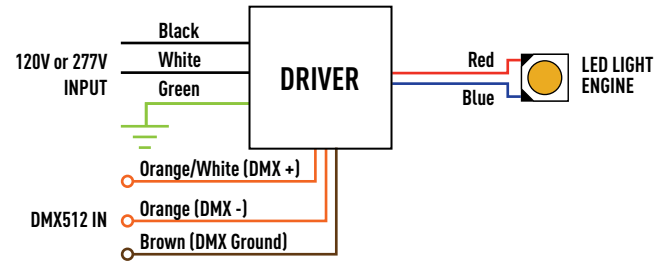 Black
120V or 277V
INPUT
White
Green
DRIVER
Red
Blue
LED LIGHT
ENGINE
Orange/White (DMX +)
DMX512 IN
Orange (DMX -)
Brown (DMX Ground)